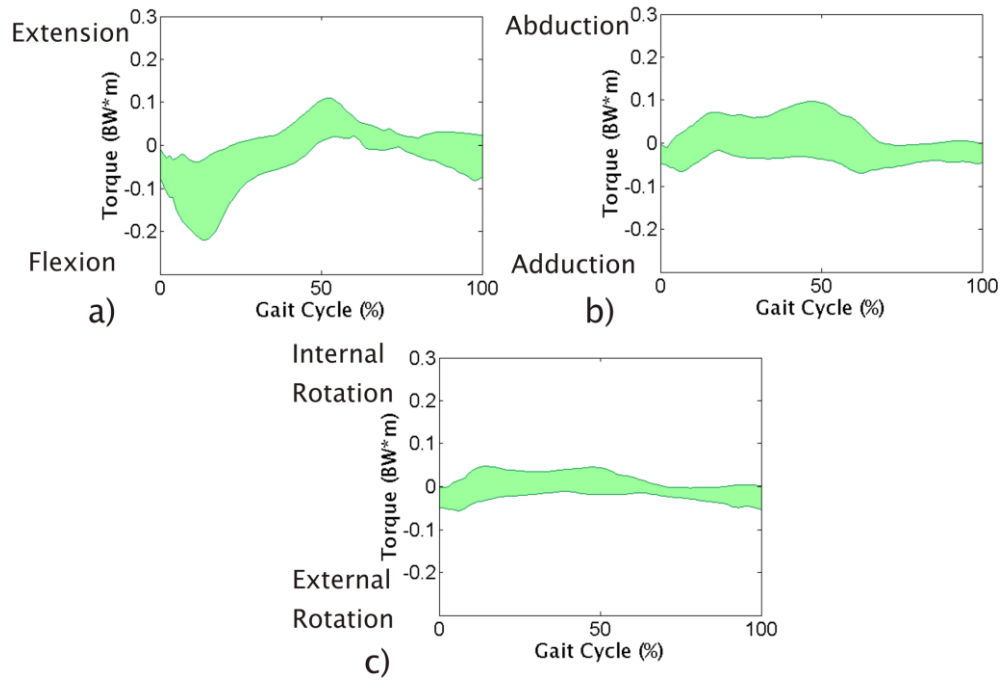 Extension
0.3
0.2
0.1
0
-0.1
-0.2
Torque (BW*m)
Flexion
0 50 100
Gait Cycle (%)
a)
Abduction
0.3
0.2
0.1
0
-0.1
-0.2
Torque (BW*m)
Adduction
0 50 100
Gait Cycle (%)
b)
Internal
Rotation
0.3
0.2
0.1
0
-0.1
-0.2
Torque (BW*m)
External
Rotation
0 50 100
Gait Cycle (%)
c)